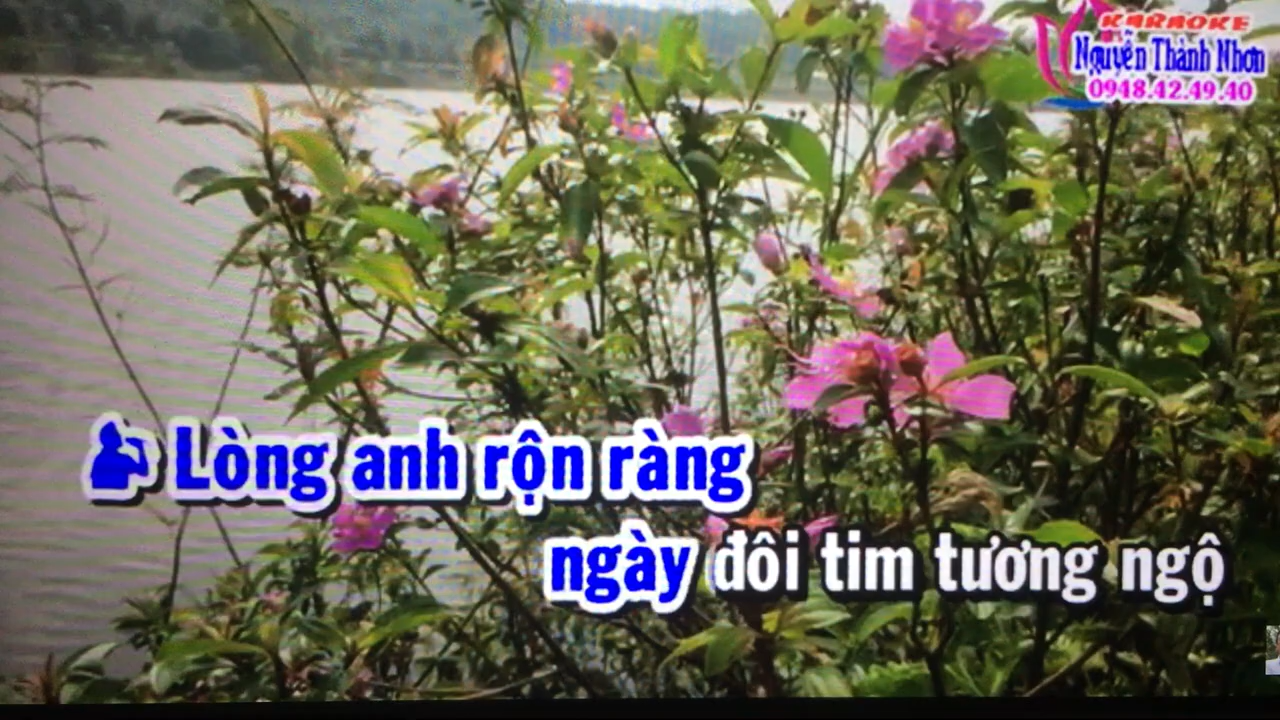 KARAOKE
Nguyễn Thành Nhơn
0948.42.49.40
Lòng anh rộn ràng
ngày đôi tim tương ngộ